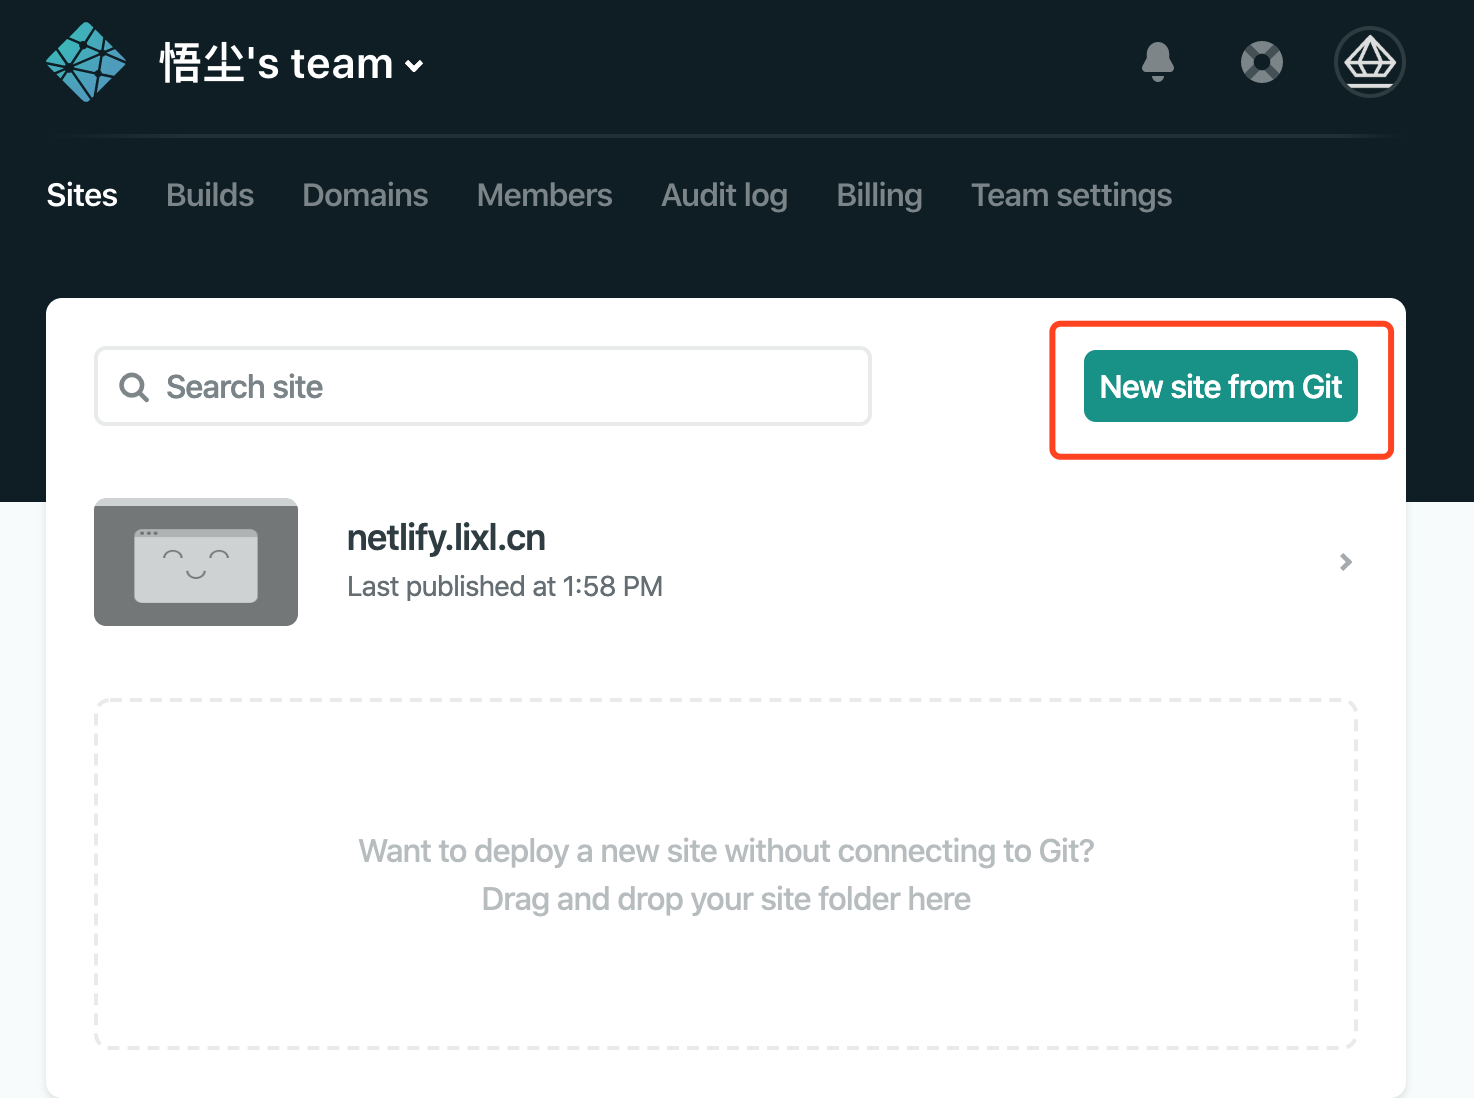 悟尘's team
Sites Builds Domains Members Audit log Billing Team settings
Search site
New site from Git
netlify.lixl.cn
Last published at 1:58 PM
Want to deploy a new site without connecting to Git?
Drag and drop your site folder here